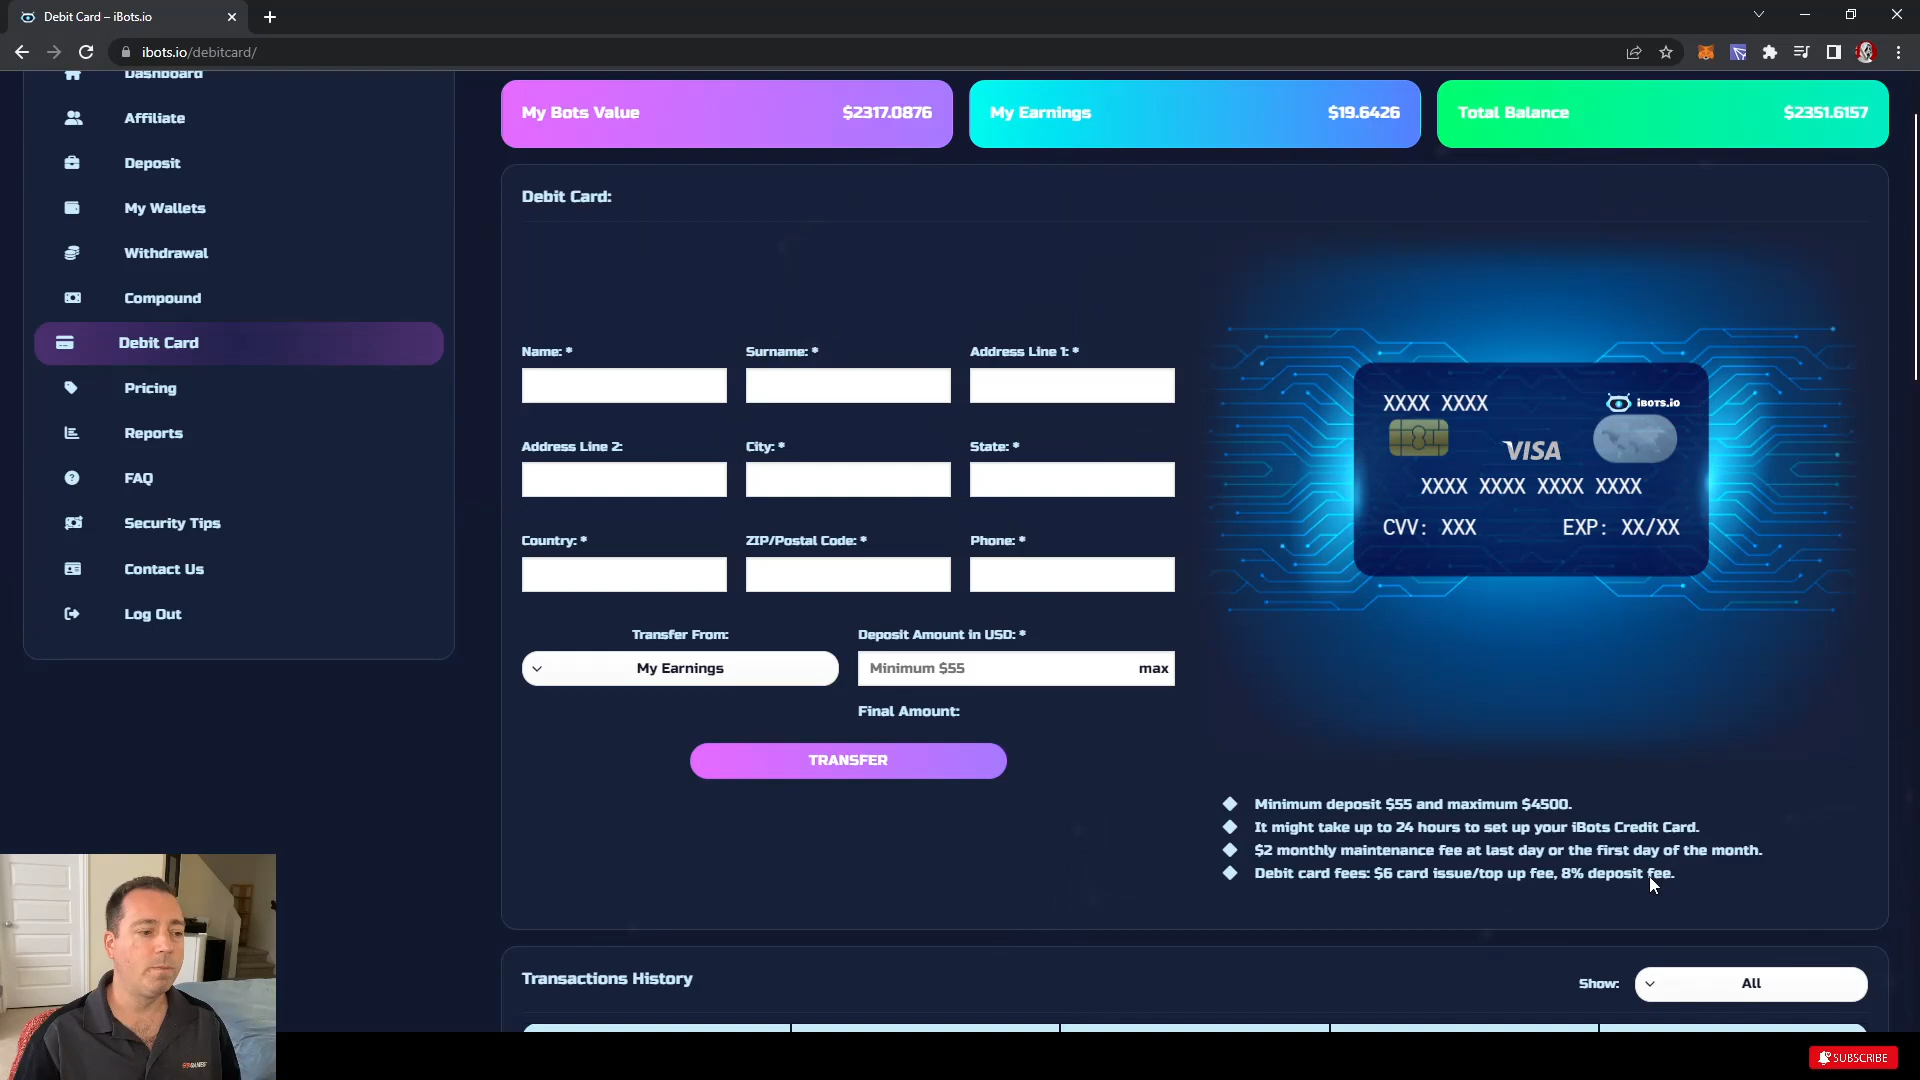 Debit Card – iBots.io
ibots.io/debitcard/
Dashboard
Affiliate
Deposit
My Wallets
Withdrawal
Compound
Debit Card
Pricing
Reports
FAQ
Security Tips
Contact Us
Log Out
My Bots Value $2317.0876
My Earnings $19.6426
Total Balance $2351.6157
Debit Card:
Name: * Surname: * Address Line 1: *
Address Line 2: City: * State: *
Country: * ZIP/Postal Code: * Phone: *
Transfer From: Deposit Amount in USD: *
My Earnings Minimum $55 max
Final Amount:
TRANSFER
XXXX XXXX iBOTS.iO
VISA
XXXX XXXX XXXX XXXX
CVV: XXX EXP: XX/XX
Minimum deposit $55 and maximum $4500.
It might take up to 24 hours to set up your iBots Credit Card.
$2 monthly maintenance fee at last day or the first day of the month.
Debit card fees: $6 card issue/top up fee, 8% deposit fee.
Transactions History Show: All
SUBSCRIBE